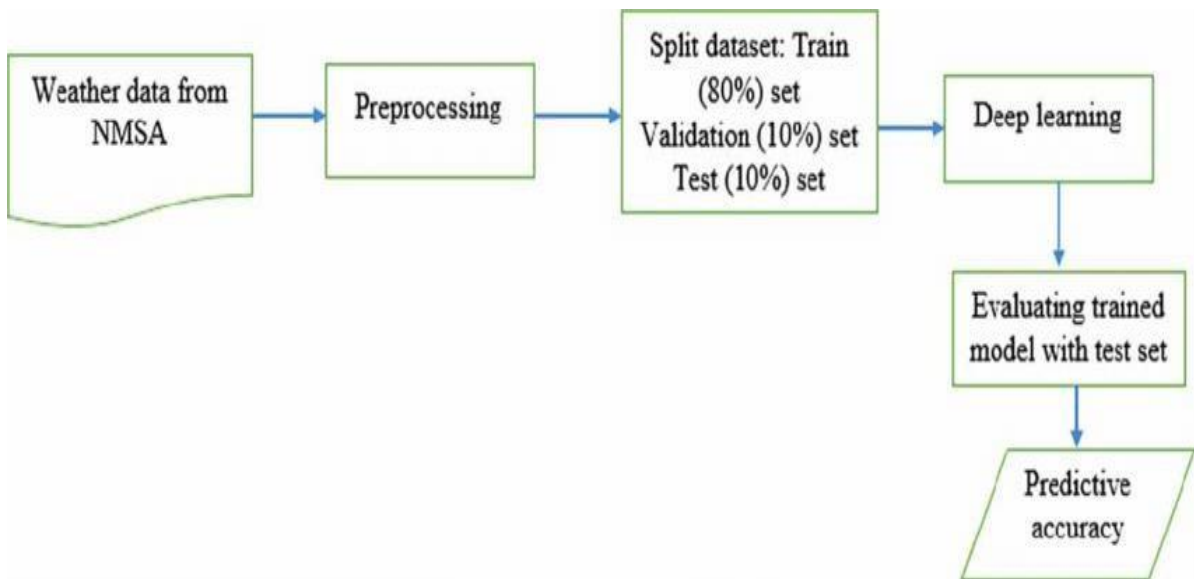 Weather data from
NMSA
Preprocessing
Split dataset: Train
(80%) set
Validation (10%) set
Test (10%) set
Deep learning
Evaluating trained
model with test set
Predictive
accuracy